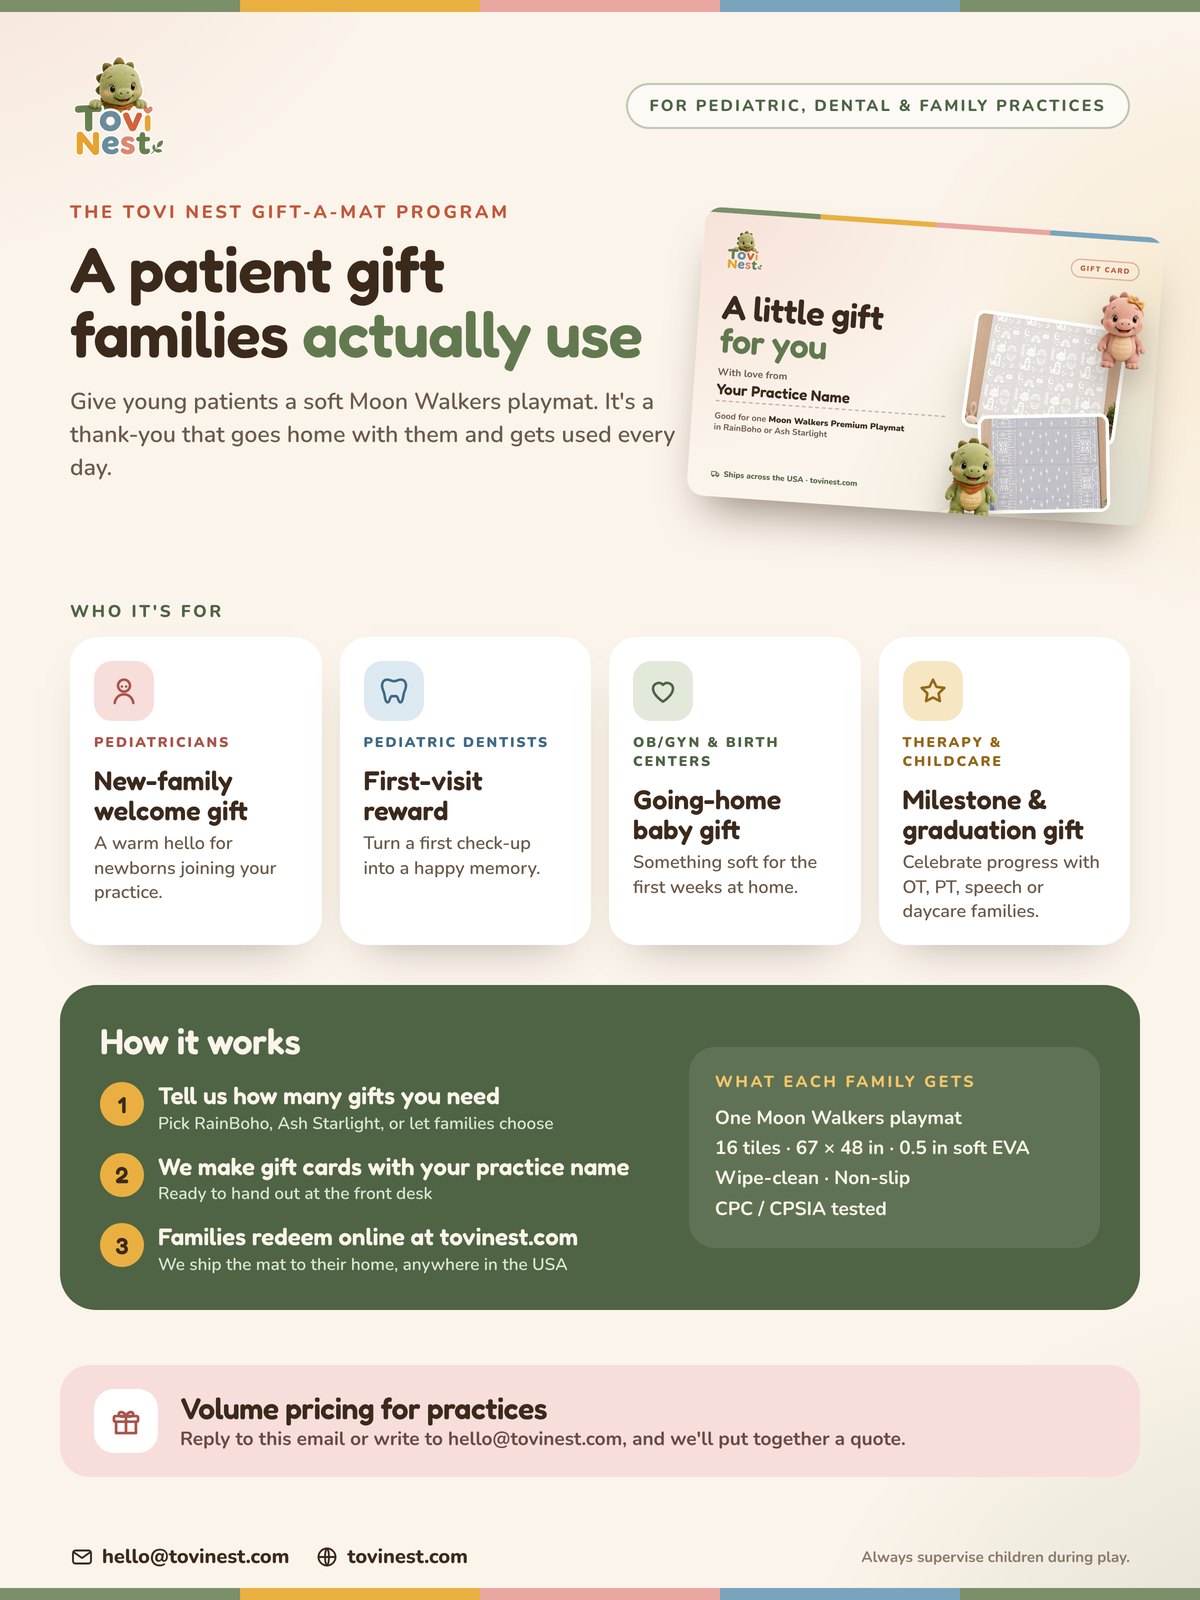 Tovi
Nest
FOR PEDIATRIC, DENTAL & FAMILY PRACTICES
THE TOVI NEST GIFT-A-MAT PROGRAM
A patient gift
families actually use
Give young patients a soft Moon Walkers playmat. It's a
thank-you that goes home with them and gets used every
day.
Tovi
Nest
GIFT CARD
A little gift
for you
With love from
Your Practice Name
Good for one Moon Walkers Premium Playmat
in RainBoho or Ash Starlight
Ships across the USA · tovinest.com
WHO IT'S FOR
PEDIATRICIANS
New-family
welcome gift
A warm hello for
newborns joining your
practice.
PEDIATRIC DENTISTS
First-visit
reward
Turn a first check-up
into a happy memory.
OB/GYN & BIRTH
CENTERS
Going-home
baby gift
Something soft for the
first weeks at home.
THERAPY &
CHILDCARE
Milestone &
graduation gift
Celebrate progress with
OT, PT, speech or
daycare families.
How it works
1
Tell us how many gifts you need
Pick RainBoho, Ash Starlight, or let families choose
2
We make gift cards with your practice name
Ready to hand out at the front desk
3
Families redeem online at tovinest.com
We ship the mat to their home, anywhere in the USA
WHAT EACH FAMILY GETS
One Moon Walkers playmat
16 tiles · 67 × 48 in · 0.5 in soft EVA
Wipe-clean · Non-slip
CPC / CPSIA tested
Volume pricing for practices
Reply to this email or write to hello@tovinest.com, and we'll put together a quote.
hello@tovinest.com
tovinest.com
Always supervise children during play.